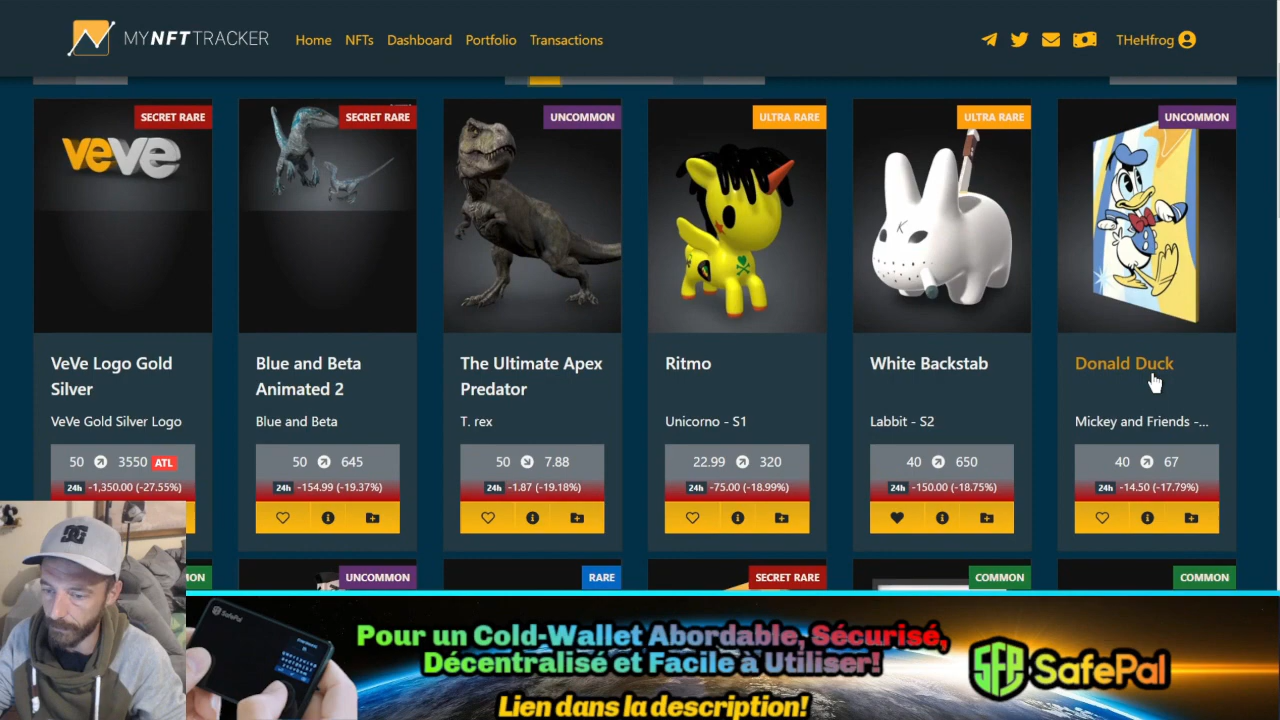 MYNFTTRACKER
Home NFTs Dashboard Portfolio Transactions
THeHfrog
SECRET RARE
SECRET RARE
UNCOMMON
ULTRA RARE
ULTRA RARE
UNCOMMON
veve
VeVe Logo Gold
Silver
VeVe Gold Silver Logo
50 3550 ATL
24h -1,350.00 (-27.55%)
Blue and Beta
Animated 2
Blue and Beta
50 645
24h -154.99 (-19.37%)
The Ultimate Apex
Predator
T. rex
50 7.88
24h -1.87 (-19.18%)
Ritmo
Unicorno - S1
22.99 320
24h -75.00 (-18.99%)
White Backstab
Labbit - S2
40 650
24h -150.00 (-18.75%)
Donald Duck
Mickey and Friends -...
40 67
24h -14.50 (-17.79%)
UNCOMMON
RARE
SECRET RARE
COMMON
COMMON
SafePal
Pour un Cold-Wallet Abordable, Sécurisé,
Décentralisé et Facile à Utiliser!
Lien dans la description!
SafePal